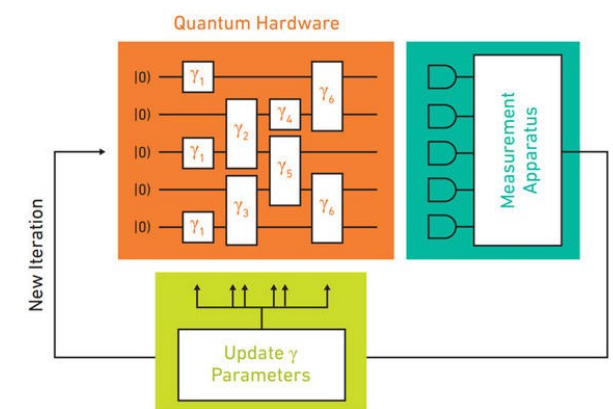 Quantum Hardware
|0⟩ γ₁ γ₆
|0⟩ γ₂ γ₄
|0⟩ γ₁ γ₅
|0⟩ γ₃ γ₆
|0⟩ γ₁
Measurement
Apparatus
New Iteration
Update γ
Parameters